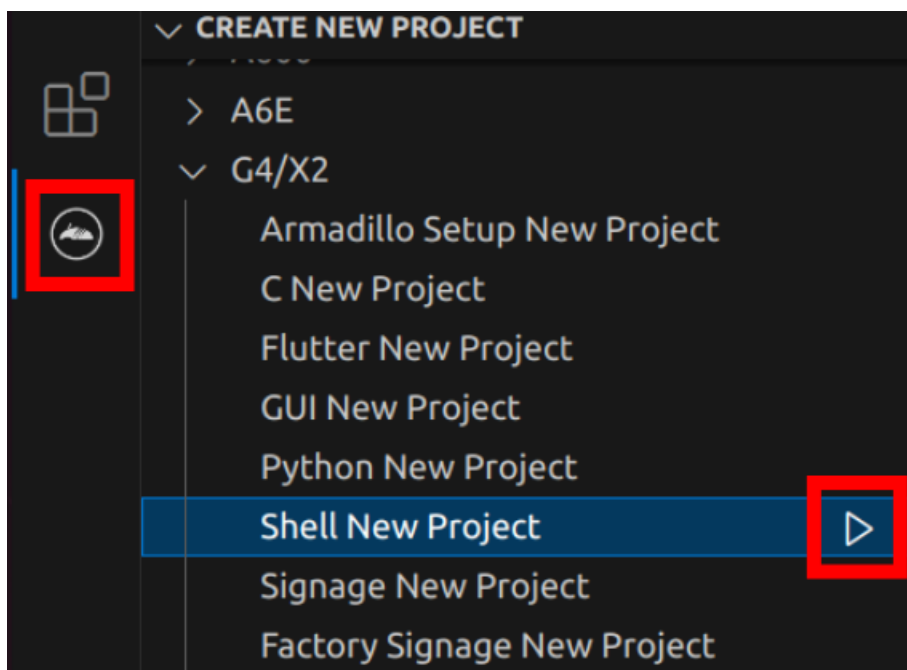 CREATE NEW PROJECT
A6E
G4/X2
Armadillo Setup New Project
C New Project
Flutter New Project
GUI New Project
Python New Project
Shell New Project
Signage New Project
Factory Signage New Project